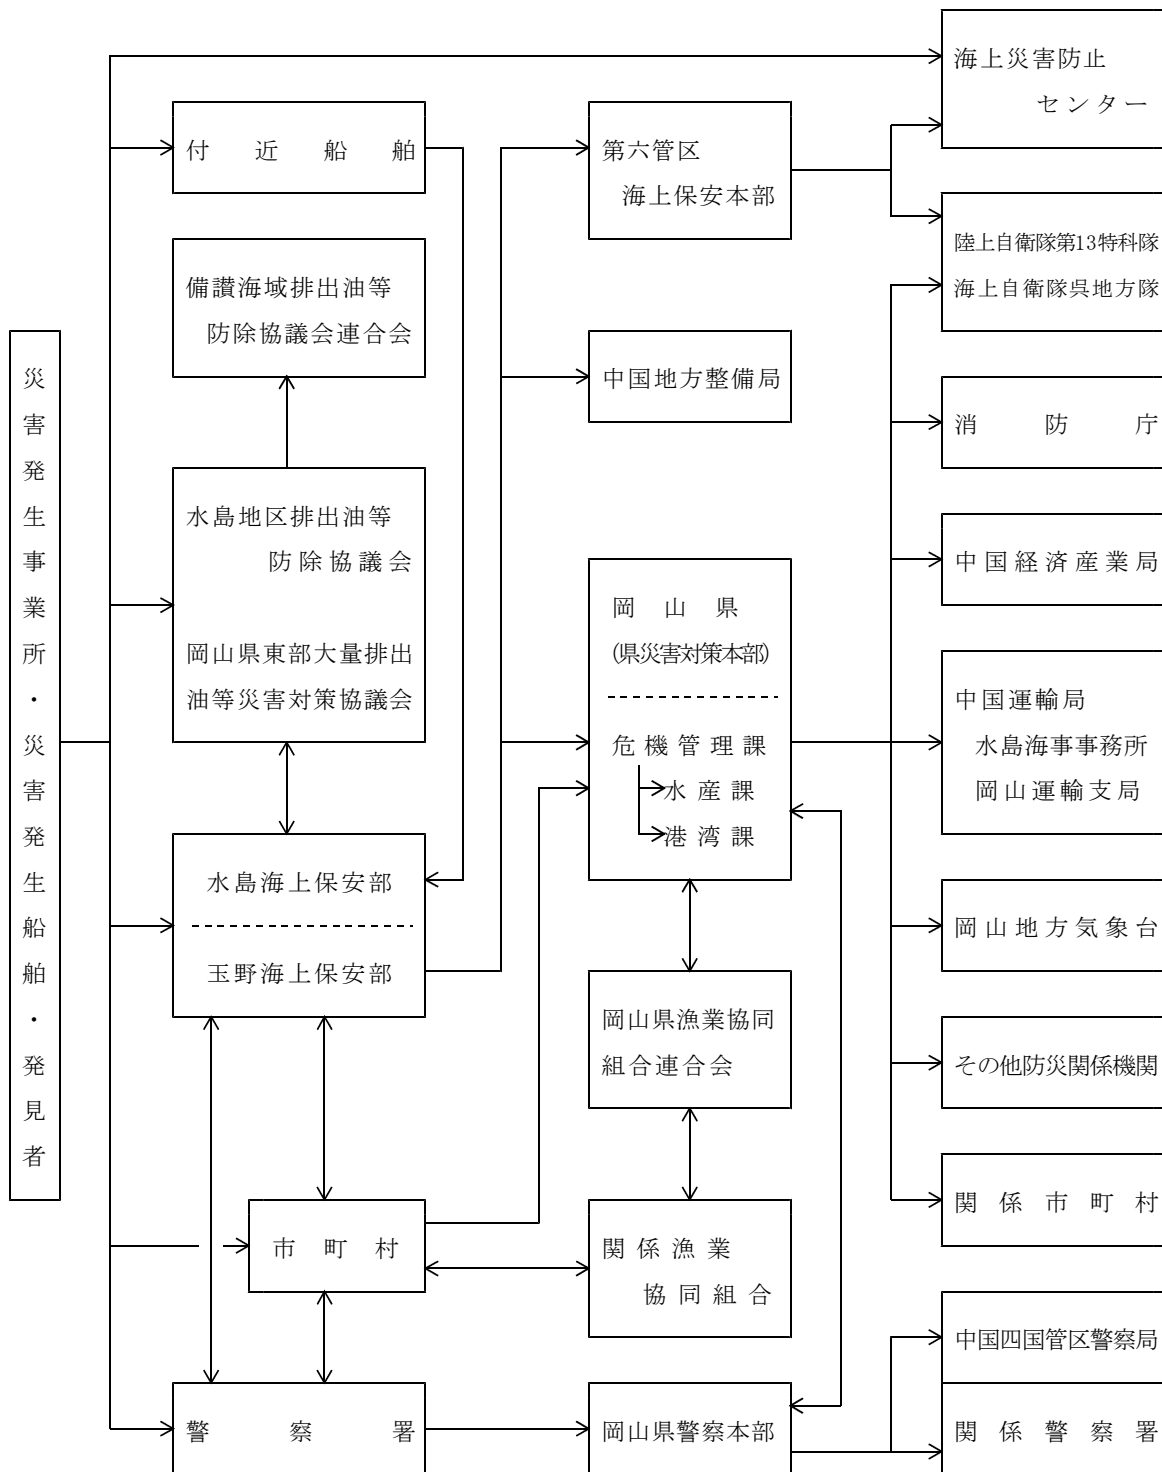 災害発生事業所・災害発生船舶・発見者
付近船舶
備讃海域排出油等
防除協議会連合会
水島地区排出油等
防除協議会
岡山県東部大量排出
油等災害対策協議会
水島海上保安部
玉野海上保安部
市町村
警察署
第六管区
海上保安本部
中国地方整備局
岡山県
(県災害対策本部)
危機管理課
水産課
港湾課
岡山県漁業協同
組合連合会
関係漁業
協同組合
岡山県警察本部
海上災害防止
センター
陸上自衛隊第13特科隊
海上自衛隊呉地方隊
消防庁
中国経済産業局
中国運輸局
水島海事事務所
岡山運輸支局
岡山地方気象台
その他防災関係機関
関係市町村
中国四国管区警察局
関係警察署